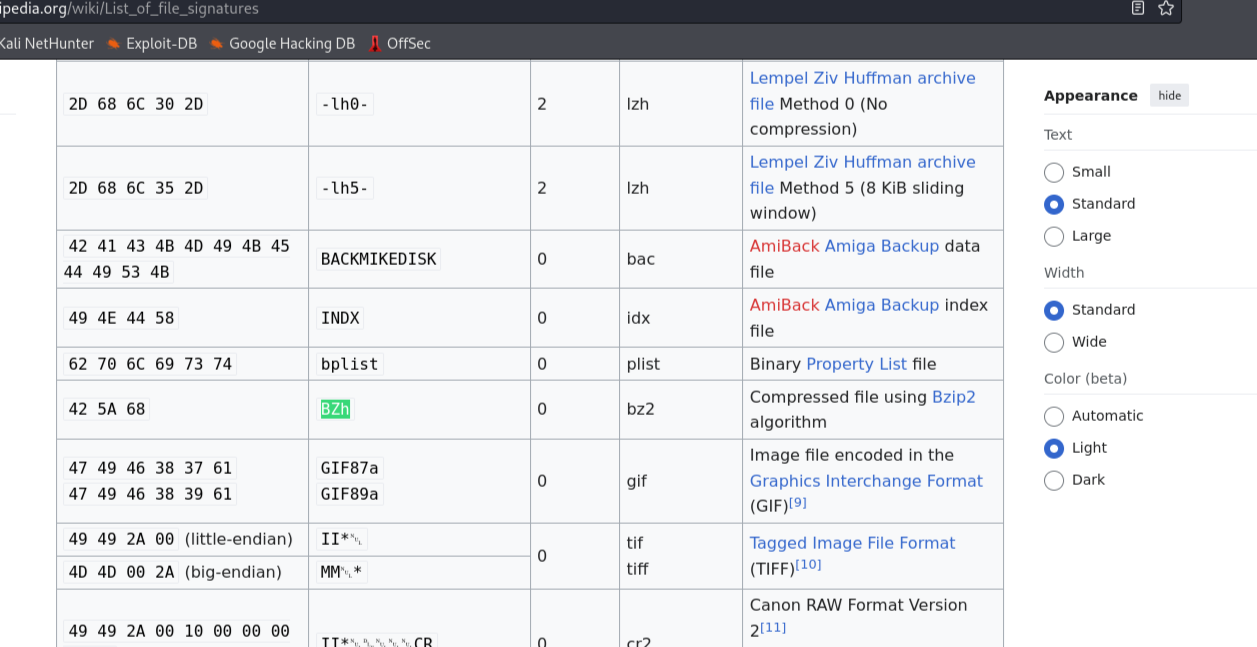 ipedia.org/wiki/List_of_file_signatures
Kali NetHunter Exploit-DB Google Hacking DB OffSec
2D 68 6C 30 2D
-lh0-
2
lzh
Lempel Ziv Huffman archive
file Method 0 (No
compression)
2D 68 6C 35 2D
-lh5-
2
lzh
Lempel Ziv Huffman archive
file Method 5 (8 KiB sliding
window)
42 41 43 4B 4D 49 4B 45
44 49 53 4B
BACKMIKEDISK
0
bac
AmiBack Amiga Backup data
file
49 4E 44 58
INDX
0
idx
AmiBack Amiga Backup index
file
62 70 6C 69 73 74
bplist
0
plist
Binary Property List file
42 5A 68
BZh
0
bz2
Compressed file using Bzip2
algorithm
47 49 46 38 37 61
47 49 46 38 39 61
GIF87a
GIF89a
0
gif
Image file encoded in the
Graphics Interchange Format
(GIF)[9]
49 49 2A 00 (little-endian)
II*␀
4D 4D 00 2A (big-endian)
MM␀*
0
tif
tiff
Tagged Image File Format
(TIFF)[10]
49 49 2A 00 10 00 00 00
CR
0
cr2
Canon RAW Format Version
2[11]
Appearance hide
Text
Small
Standard
Large
Width
Standard
Wide
Color (beta)
Automatic
Light
Dark